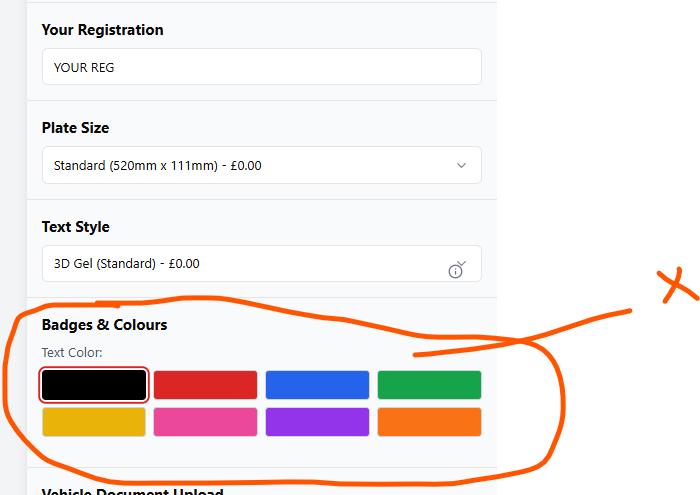 Your Registration
YOUR REG
Plate Size
Standard (520mm x 111mm) - £0.00
Text Style
3D Gel (Standard) - £0.00
Badges & Colours
Text Color:
Vehicle Document Upload
X